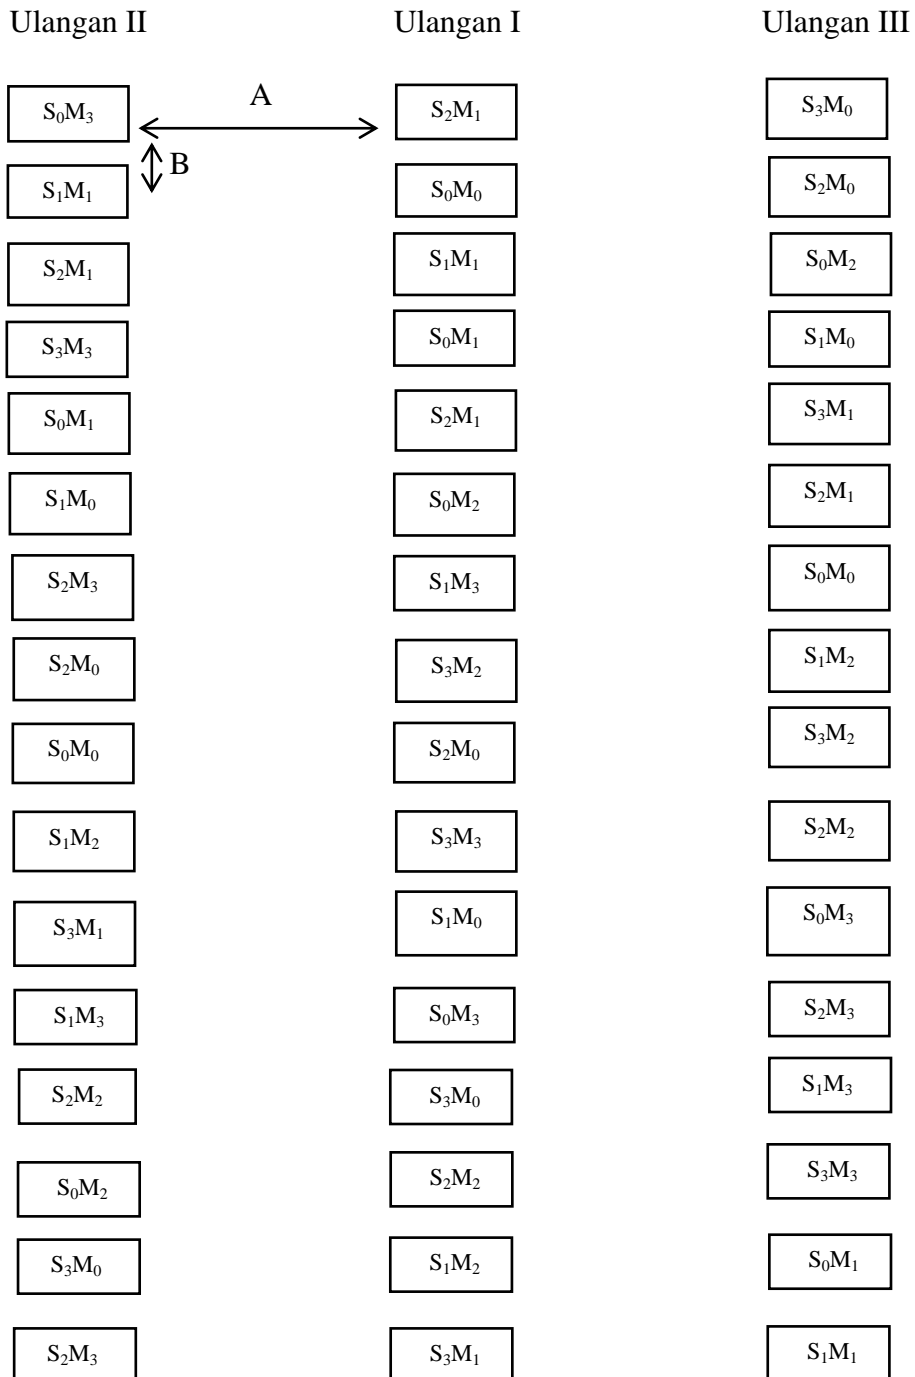 Ulangan II Ulangan I Ulangan III
S₀M₃ A S₂M₁ S₃M₀
B
S₁M₁ S₀M₀ S₂M₀
S₂M₁ S₁M₁ S₀M₂
S₃M₃ S₀M₁ S₁M₀
S₀M₁ S₂M₁ S₃M₁
S₁M₀ S₀M₂ S₂M₁
S₂M₃ S₁M₃ S₀M₀
S₂M₀ S₃M₂ S₁M₂
S₀M₀ S₂M₀ S₃M₂
S₁M₂ S₃M₃ S₂M₂
S₃M₁ S₁M₀ S₀M₃
S₁M₃ S₀M₃ S₂M₃
S₂M₂ S₃M₀ S₁M₃
S₀M₂ S₂M₂ S₃M₃
S₃M₀ S₁M₂ S₀M₁
S₂M₃ S₃M₁ S₁M₁